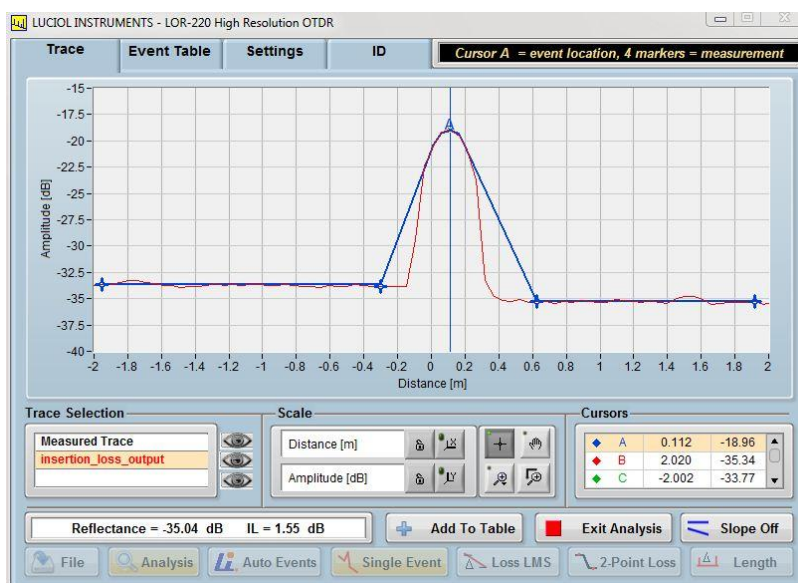 LUCIOL INSTRUMENTS - LOR-220 High Resolution OTDR
Trace Event Table Settings ID Cursor A = event location, 4 markers = measurement
-15
-17.5
-20
-22.5
-25
-27.5
-30
-32.5
-35
-37.5
-40
Amplitude [dB]
-2 -1.8 -1.6 -1.4 -1.2 -1 -0.8 -0.6 -0.4 -0.2 0 0.2 0.4 0.6 0.8 1 1.2 1.4 1.6 1.8 2
Distance [m]
Trace Selection Scale Cursors
Measured Trace
insertion_loss_output
Distance [m]
Amplitude [dB]
A 0.112 -18.96
B 2.020 -35.34
C -2.002 -33.77
Reflectance = -35.04 dB IL = 1.55 dB Add To Table Exit Analysis Slope Off
File Analysis Auto Events Single Event Loss LMS 2-Point Loss Length